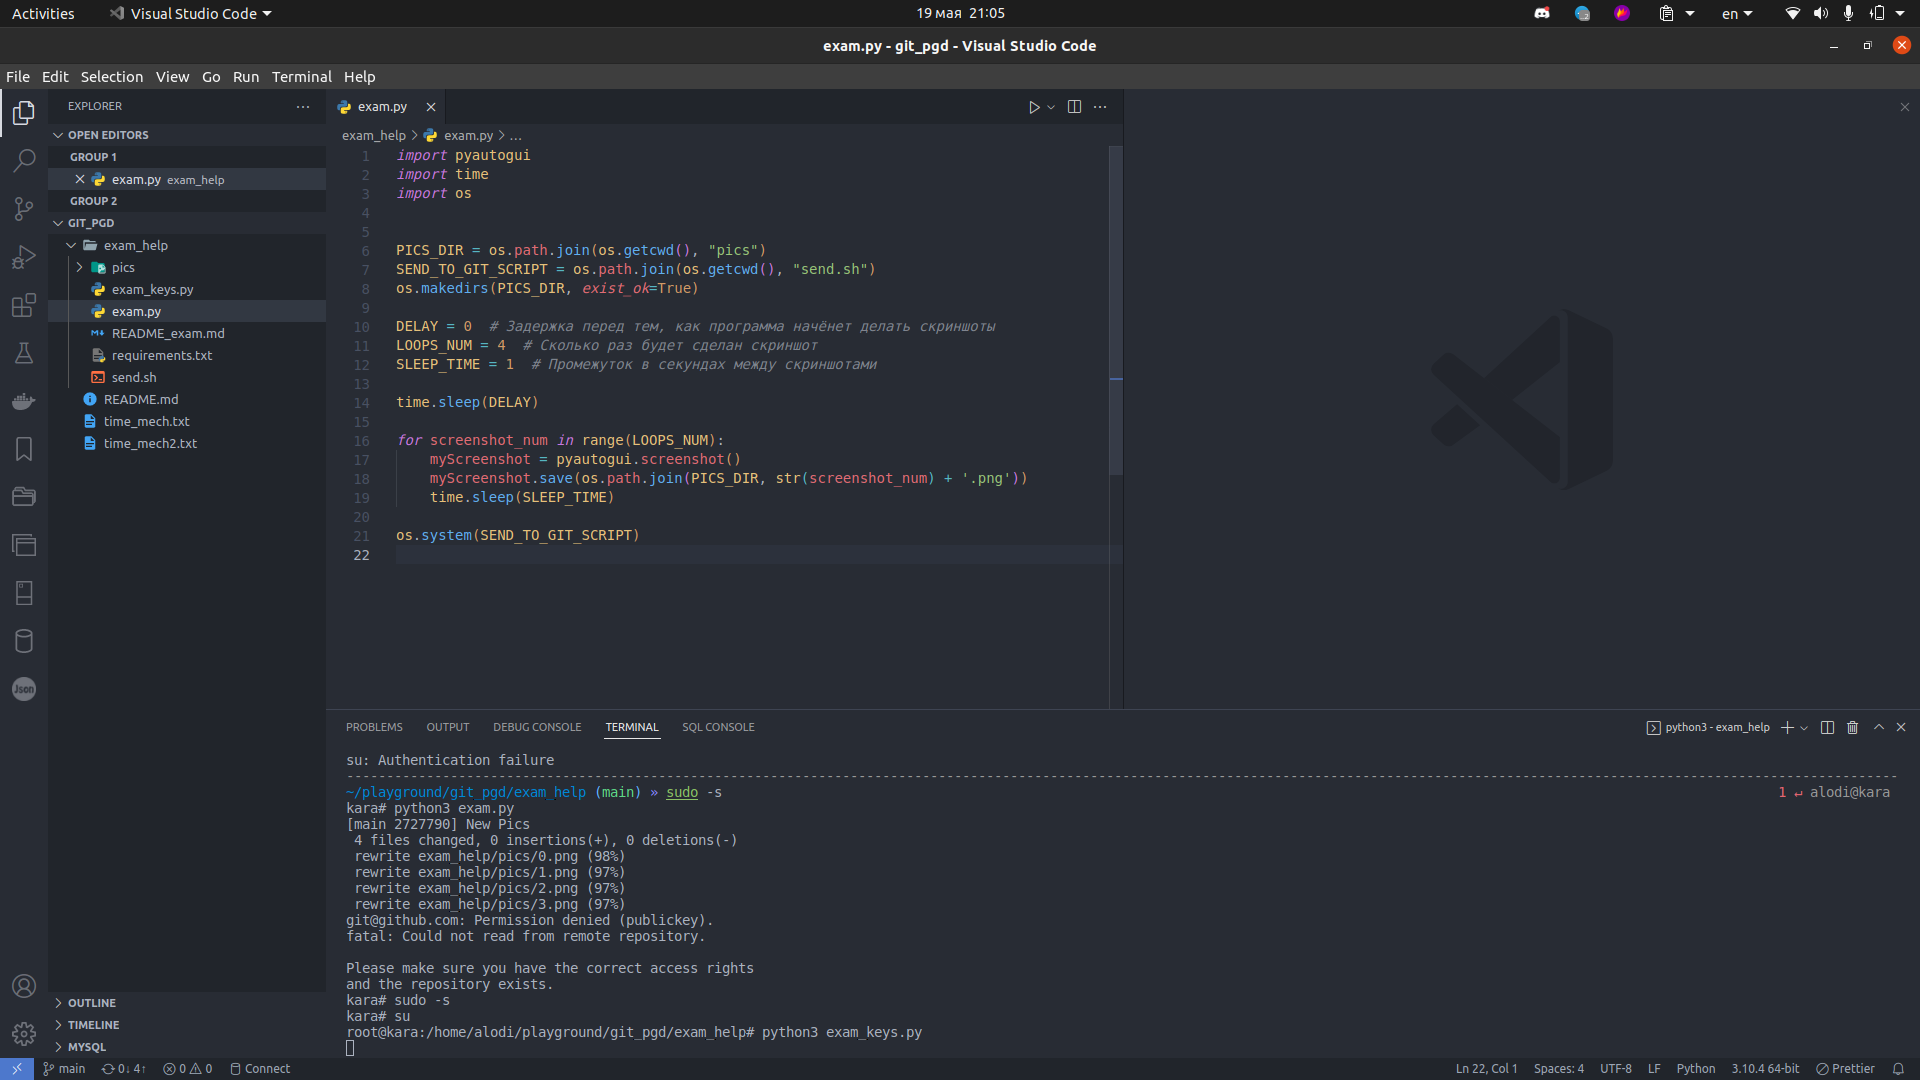 Activities Visual Studio Code 19 мая 21:05 en
exam.py - git_pgd - Visual Studio Code
File Edit Selection View Go Run Terminal Help
EXPLORER
OPEN EDITORS
GROUP 1
exam.py exam_help
GROUP 2
GIT_PGD
exam_help
pics
exam_keys.py
exam.py
README_exam.md
requirements.txt
send.sh
README.md
time_mech.txt
time_mech2.txt
OUTLINE
TIMELINE
MYSQL
Json
exam.py
exam_help > exam.py > ...
1 import pyautogui
2 import time
3 import os
4
5
6 PICS_DIR = os.path.join(os.getcwd(), "pics")
7 SEND_TO_GIT_SCRIPT = os.path.join(os.getcwd(), "send.sh")
8 os.makedirs(PICS_DIR, exist_ok=True)
9
10 DELAY = 0  # Задержка перед тем, как программа начёнет делать скриншоты
11 LOOPS_NUM = 4  # Сколько раз будет сделан скриншот
12 SLEEP_TIME = 1  # Промежуток в секундах между скриншотами
13
14 time.sleep(DELAY)
15
16 for screenshot_num in range(LOOPS_NUM):
17     myScreenshot = pyautogui.screenshot()
18     myScreenshot.save(os.path.join(PICS_DIR, str(screenshot_num) + '.png'))
19     time.sleep(SLEEP_TIME)
20
21 os.system(SEND_TO_GIT_SCRIPT)
22
PROBLEMS OUTPUT DEBUG CONSOLE TERMINAL SQL CONSOLE python3 - exam_help
su: Authentication failure
~/playground/git_pgd/exam_help (main) » sudo -s 1 ↵ alodi@kara
kara# python3 exam.py
[main 2727790] New Pics
 4 files changed, 0 insertions(+), 0 deletions(-)
 rewrite exam_help/pics/0.png (98%)
 rewrite exam_help/pics/1.png (97%)
 rewrite exam_help/pics/2.png (97%)
 rewrite exam_help/pics/3.png (97%)
git@github.com: Permission denied (publickey).
fatal: Could not read from remote repository.

Please make sure you have the correct access rights
and the repository exists.
kara# sudo -s
kara# su
root@kara:/home/alodi/playground/git_pgd/exam_help# python3 exam_keys.py
main 0↓ 4↑ 0 0 Connect Ln 22, Col 1 Spaces: 4 UTF-8 LF Python 3.10.4 64-bit Prettier